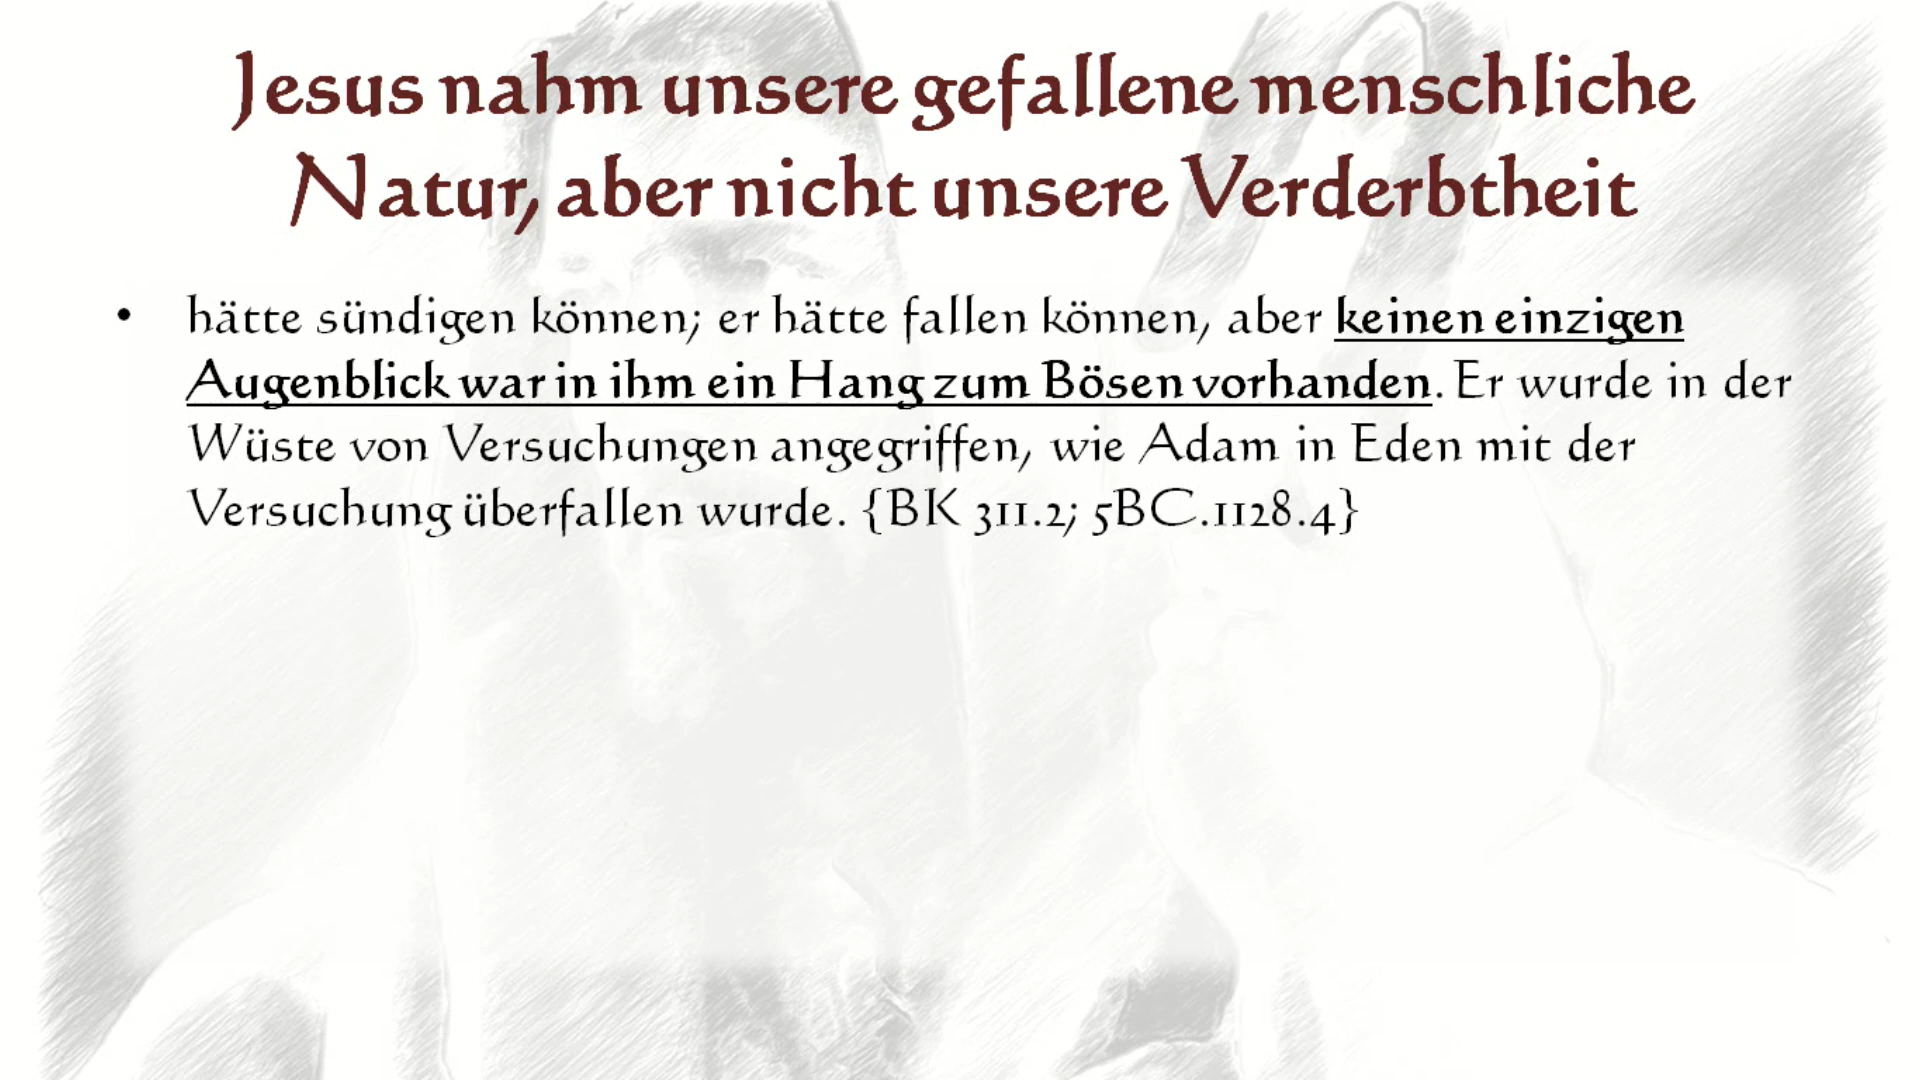 Jesus nahm unsere gefallene menschliche
Natur, aber nicht unsere Verderbtheit
• hätte sündigen können; er hätte fallen können, aber keinen einzigen
Augenblick war in ihm ein Hang zum Bösen vorhanden. Er wurde in der
Wüste von Versuchungen angegriffen, wie Adam in Eden mit der
Versuchung überfallen wurde. {BK 311.2; 5BC.1128.4}